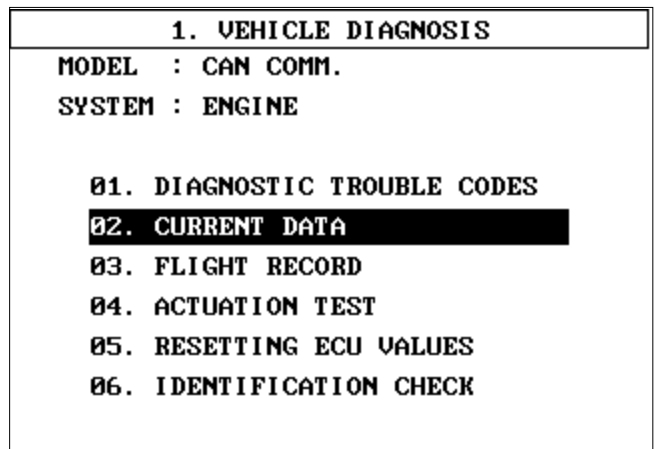 1. VEHICLE DIAGNOSIS
MODEL : CAN COMM.
SYSTEM : ENGINE
01. DIAGNOSTIC TROUBLE CODES
02. CURRENT DATA
03. FLIGHT RECORD
04. ACTUATION TEST
05. RESETTING ECU VALUES
06. IDENTIFICATION CHECK